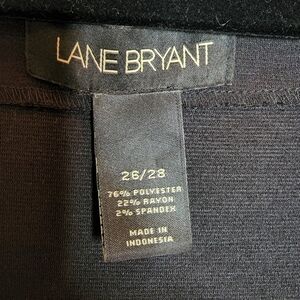 LANE BRYANT
26/28
76% POLYESTER
22% RAYON
2% SPANDEX
MADE IN
INDONESIA